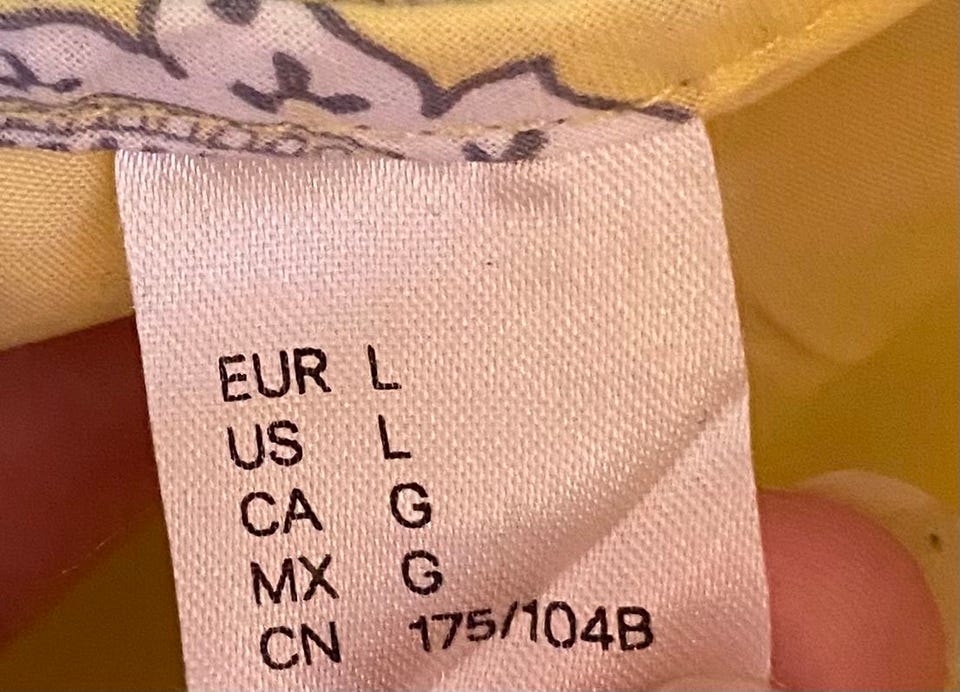 EUR L
US L
CA G
MX G
CN 175/104B